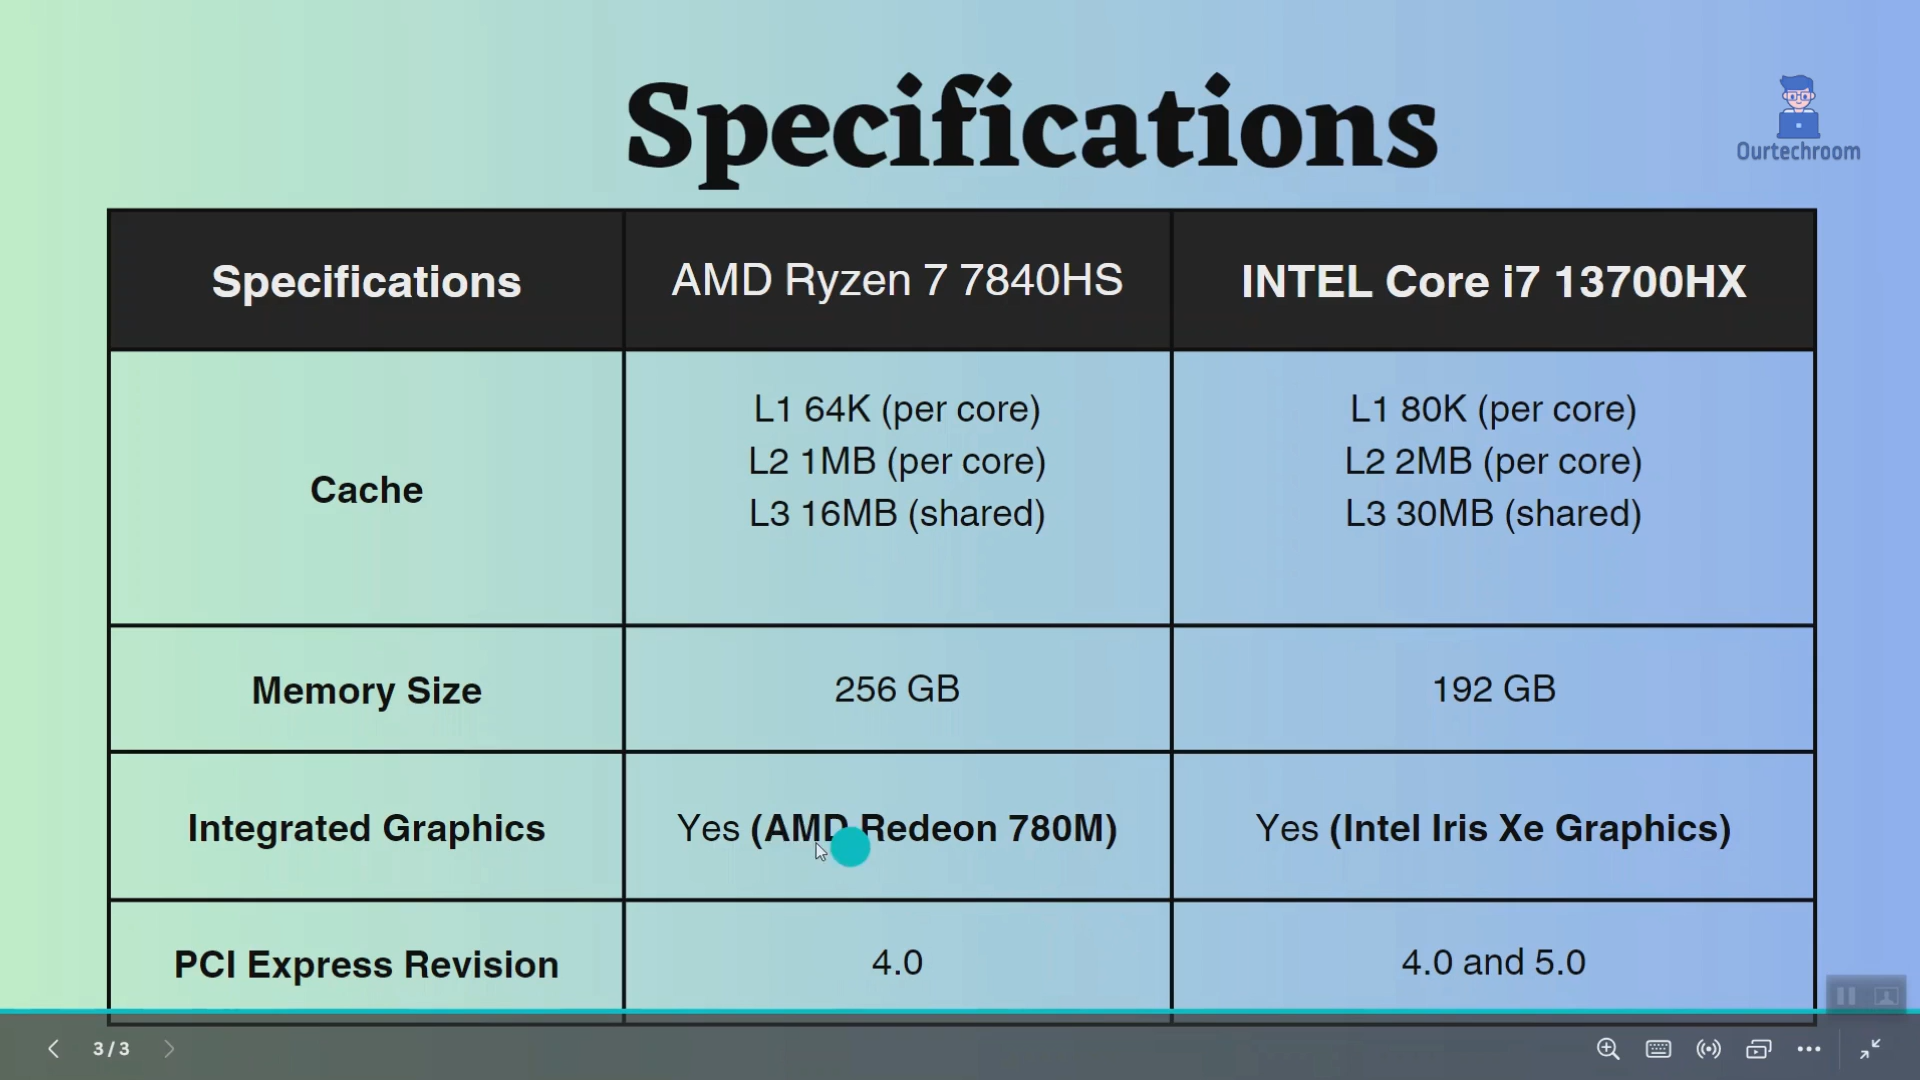 Specifications
Ourtechroom
Specifications
AMD Ryzen 7 7840HS
INTEL Core i7 13700HX
Cache
L1 64K (per core)
L2 1MB (per core)
L3 16MB (shared)
L1 80K (per core)
L2 2MB (per core)
L3 30MB (shared)
Memory Size
256 GB
192 GB
Integrated Graphics
Yes (AMD Redeon 780M)
Yes (Intel Iris Xe Graphics)
PCI Express Revision
4.0
4.0 and 5.0
3 / 3